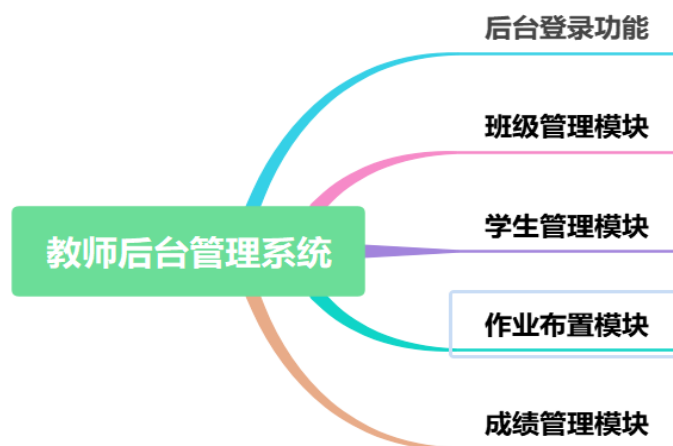 后台登录功能
班级管理模块
学生管理模块
教师后台管理系统
作业布置模块
成绩管理模块